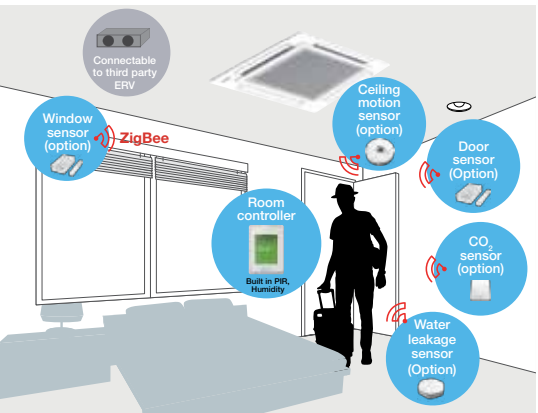 Connectable
to third party
ERV
Window
sensor
(option)
ZigBee
Ceiling
motion
sensor
(option)
Door
sensor
(Option)
Room
controller
Built in PIR,
Humidity
CO₂
sensor
(option)
Water
leakage
sensor
(Option)